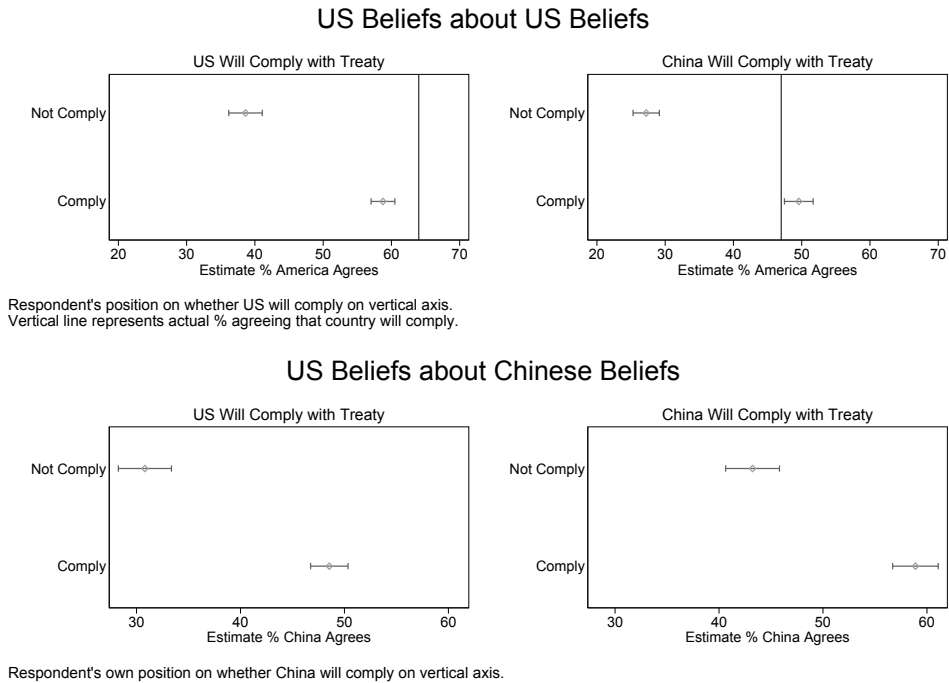 US Beliefs about US Beliefs
US Will Comply with Treaty
China Will Comply with Treaty
Not Comply
Comply
20 30 40 50 60 70
Estimate % America Agrees
Not Comply
Comply
20 30 40 50 60 70
Estimate % America Agrees
Respondent's position on whether US will comply on vertical axis.
Vertical line represents actual % agreeing that country will comply.
US Beliefs about Chinese Beliefs
US Will Comply with Treaty
China Will Comply with Treaty
Not Comply
Comply
30 40 50 60
Estimate % China Agrees
Not Comply
Comply
30 40 50 60
Estimate % China Agrees
Respondent's own position on whether China will comply on vertical axis.